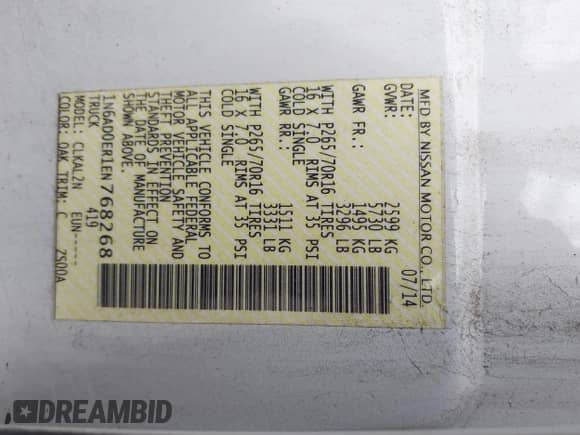 MFD BY NISSAN MOTOR CO., LTD.
DATE: 07/14
GVWR: 2599 KG
5730 LB
GAWR FR.: 1495 KG
3296 LB
WITH P265/70R16 TIRES
16 X 7.0 RIMS AT 35 PSI
COLD SINGLE
GAWR RR.: 1511 KG
3331 LB
WITH P265/70R16 TIRES
16 X 7.0 RIMS AT 35 PSI
COLD SINGLE
THIS VEHICLE CONFORMS TO
ALL APPLICABLE FEDERAL
MOTOR VEHICLE SAFETY AND
THEFT PREVENTION
STANDARDS IN EFFECT ON
THE DATE OF MANUFACTURE
SHOWN ABOVE.
1N6AD0ER1EN768268
TRUCK 419
MODEL: CLKAL2N EUN-----
COLOR: QAK TRIM: C Z500A
DREAMBID